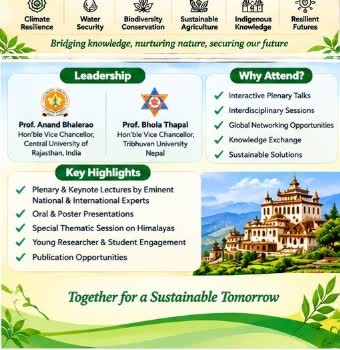 Climate Resilience
Water Security
Biodiversity Conservation
Sustainable Agriculture
Indigenous Knowledge
Resilient Futures
Bridging knowledge, nurturing nature, securing our future
Leadership
Prof. Anand Bhalerao
Hon'ble Vice Chancellor,
Central University of
Rajasthan, India
Prof. Bhola Thapal
Hon'ble Vice Chancellor,
Tribhuvan University
Nepal
Why Attend?
Interactive Plenary Talks
Interdisciplinary Sessions
Global Networking Opportunities
Knowledge Exchange
Sustainable Solutions
Key Highlights
Plenary & Keynote Lectures by Eminent
National & International Experts
Oral & Poster Presentations
Special Thematic Session on Himalayas
Young Researcher & Student Engagement
Publication Opportunities
Together for a Sustainable Tomorrow